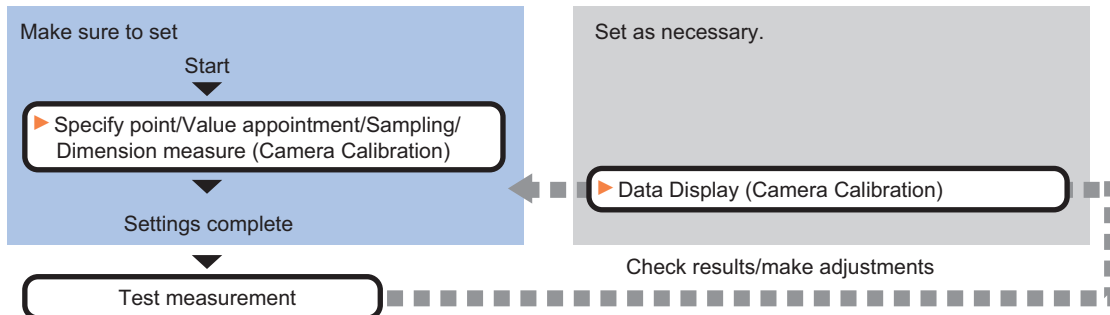 Make sure to set
Start
Specify point/Value appointment/Sampling/
Dimension measure (Camera Calibration)
Settings complete
Test measurement
Set as necessary.
Data Display (Camera Calibration)
Check results/make adjustments